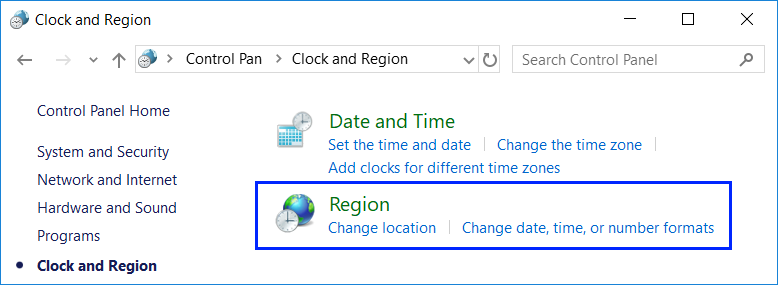 Clock and Region
Control Pan Clock and Region
Search Control Panel
Control Panel Home
System and Security
Network and Internet
Hardware and Sound
Programs
Clock and Region
Date and Time
Set the time and date Change the time zone
Add clocks for different time zones
Region
Change location Change date, time, or number formats